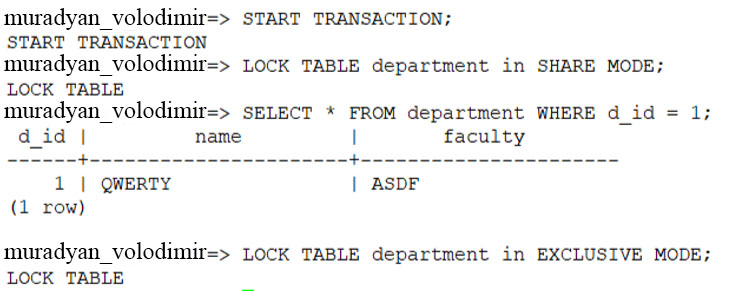 muradyan_volodimir=> START TRANSACTION;
START TRANSACTION
muradyan_volodimir=> LOCK TABLE department in SHARE MODE;
LOCK TABLE
muradyan_volodimir=> SELECT * FROM department WHERE d_id = 1;
d_id | name | faculty
------+----------------------+----------------------
1 | QWERTY | ASDF
(1 row)
muradyan_volodimir=> LOCK TABLE department in EXCLUSIVE MODE;
LOCK TABLE